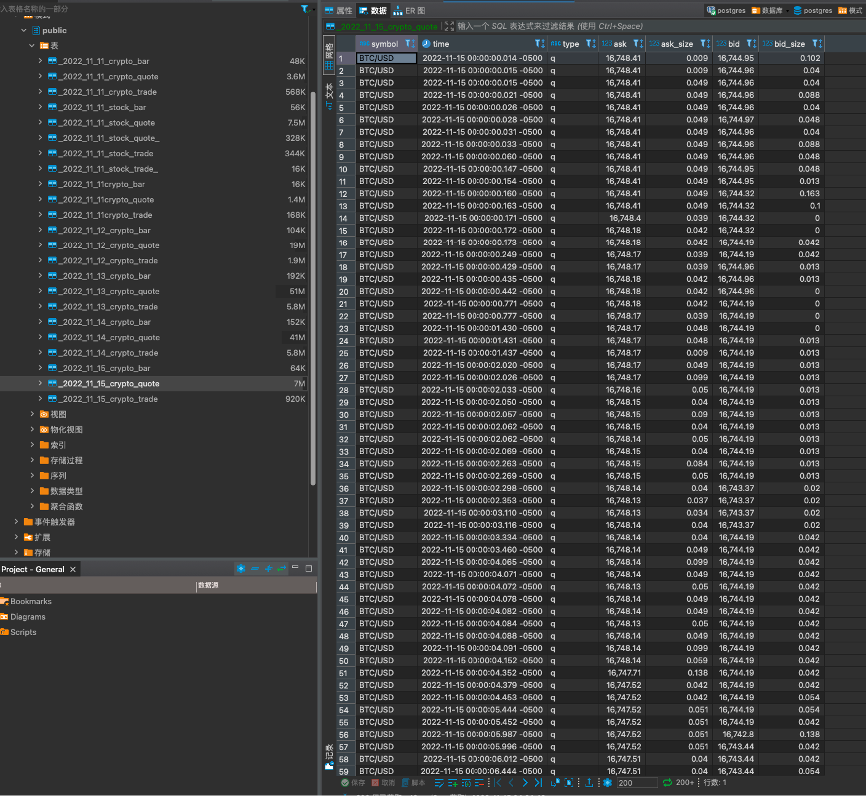 入表格名称的一部分
模式
public
表
_2022_11_11_crypto_bar 48K
_2022_11_11_crypto_quote 3.6M
_2022_11_11_crypto_trade 568K
_2022_11_11_stock_bar 56K
_2022_11_11_stock_quote 7.5M
_2022_11_11_stock_quote_ 328K
_2022_11_11_stock_trade 344K
_2022_11_11_stock_trade_ 16K
_2022_11_11crypto_bar 16K
_2022_11_11crypto_quote 1.4M
_2022_11_11crypto_trade 168K
_2022_11_12_crypto_bar 104K
_2022_11_12_crypto_quote 19M
_2022_11_12_crypto_trade 1.9M
_2022_11_13_crypto_bar 192K
_2022_11_13_crypto_quote 51M
_2022_11_13_crypto_trade 5.8M
_2022_11_14_crypto_bar 152K
_2022_11_14_crypto_quote 41M
_2022_11_14_crypto_trade 5.8M
_2022_11_15_crypto_bar 64K
_2022_11_15_crypto_quote 7M
_2022_11_15_crypto_trade 920K
视图
物化视图
索引
存储过程
序列
数据类型
聚合函数
事件触发器
扩展
存储
Project - General
数据源
Bookmarks
Diagrams
Scripts
属性 数据 ER 图 postgres 数据库 postgres 模式
_2022_11_15_crypto_quote 输入一个 SQL 表达式来过滤结果 (使用 Ctrl+Space)
网格
文本
记录
symbol time type ask ask_size bid bid_size
1 BTC/USD 2022-11-15 00:00:00.014 -0500 q 16,748.41 0.009 16,744.95 0.102
2 BTC/USD 2022-11-15 00:00:00.015 -0500 q 16,748.41 0.009 16,744.96 0.04
3 BTC/USD 2022-11-15 00:00:00.015 -0500 q 16,748.41 0.049 16,744.96 0.04
4 BTC/USD 2022-11-15 00:00:00.021 -0500 q 16,748.41 0.049 16,744.96 0.088
5 BTC/USD 2022-11-15 00:00:00.026 -0500 q 16,748.41 0.049 16,744.96 0.04
6 BTC/USD 2022-11-15 00:00:00.028 -0500 q 16,748.41 0.049 16,744.97 0.048
7 BTC/USD 2022-11-15 00:00:00.031 -0500 q 16,748.41 0.049 16,744.96 0.04
8 BTC/USD 2022-11-15 00:00:00.033 -0500 q 16,748.41 0.049 16,744.96 0.088
9 BTC/USD 2022-11-15 00:00:00.060 -0500 q 16,748.41 0.049 16,744.96 0.048
10 BTC/USD 2022-11-15 00:00:00.147 -0500 q 16,748.41 0.049 16,744.95 0.048
11 BTC/USD 2022-11-15 00:00:00.154 -0500 q 16,748.41 0.049 16,744.95 0.013
12 BTC/USD 2022-11-15 00:00:00.160 -0500 q 16,748.41 0.049 16,744.32 0.163
13 BTC/USD 2022-11-15 00:00:00.163 -0500 q 16,748.41 0.049 16,744.32 0.1
14 BTC/USD 2022-11-15 00:00:00.171 -0500 q 16,748.4 0.039 16,744.32 0
15 BTC/USD 2022-11-15 00:00:00.172 -0500 q 16,748.18 0.042 16,744.32 0
16 BTC/USD 2022-11-15 00:00:00.173 -0500 q 16,748.18 0.042 16,744.19 0.042
17 BTC/USD 2022-11-15 00:00:00.249 -0500 q 16,748.17 0.039 16,744.19 0.042
18 BTC/USD 2022-11-15 00:00:00.429 -0500 q 16,748.17 0.039 16,744.96 0.013
19 BTC/USD 2022-11-15 00:00:00.435 -0500 q 16,748.18 0.042 16,744.96 0.013
20 BTC/USD 2022-11-15 00:00:00.442 -0500 q 16,748.18 0.042 16,744.96 0
21 BTC/USD 2022-11-15 00:00:00.771 -0500 q 16,748.18 0.042 16,744.19 0
22 BTC/USD 2022-11-15 00:00:00.777 -0500 q 16,748.17 0.039 16,744.19 0
23 BTC/USD 2022-11-15 00:00:01.430 -0500 q 16,748.17 0.048 16,744.19 0
24 BTC/USD 2022-11-15 00:00:01.431 -0500 q 16,748.17 0.048 16,744.19 0.013
25 BTC/USD 2022-11-15 00:00:01.437 -0500 q 16,748.17 0.009 16,744.19 0.013
26 BTC/USD 2022-11-15 00:00:02.020 -0500 q 16,748.17 0.049 16,744.19 0.013
27 BTC/USD 2022-11-15 00:00:02.026 -0500 q 16,748.17 0.099 16,744.19 0.013
28 BTC/USD 2022-11-15 00:00:02.033 -0500 q 16,748.16 0.05 16,744.19 0.013
29 BTC/USD 2022-11-15 00:00:02.050 -0500 q 16,748.15 0.04 16,744.19 0.013
30 BTC/USD 2022-11-15 00:00:02.057 -0500 q 16,748.15 0.09 16,744.19 0.013
31 BTC/USD 2022-11-15 00:00:02.062 -0500 q 16,748.15 0.04 16,744.19 0.013
32 BTC/USD 2022-11-15 00:00:02.062 -0500 q 16,748.14 0.05 16,744.19 0.013
33 BTC/USD 2022-11-15 00:00:02.069 -0500 q 16,748.15 0.04 16,744.19 0.013
34 BTC/USD 2022-11-15 00:00:02.263 -0500 q 16,748.15 0.084 16,744.19 0.013
35 BTC/USD 2022-11-15 00:00:02.269 -0500 q 16,748.15 0.05 16,744.19 0.013
36 BTC/USD 2022-11-15 00:00:02.298 -0500 q 16,748.14 0.04 16,743.37 0.02
37 BTC/USD 2022-11-15 00:00:02.353 -0500 q 16,748.13 0.037 16,743.37 0.02
38 BTC/USD 2022-11-15 00:00:03.110 -0500 q 16,748.13 0.034 16,743.37 0.02
39 BTC/USD 2022-11-15 00:00:03.116 -0500 q 16,748.14 0.04 16,743.37 0.02
40 BTC/USD 2022-11-15 00:00:03.334 -0500 q 16,748.14 0.04 16,744.19 0.042
41 BTC/USD 2022-11-15 00:00:03.460 -0500 q 16,748.14 0.049 16,744.19 0.042
42 BTC/USD 2022-11-15 00:00:04.065 -0500 q 16,748.14 0.099 16,744.19 0.042
43 BTC/USD 2022-11-15 00:00:04.071 -0500 q 16,748.14 0.049 16,744.19 0.042
44 BTC/USD 2022-11-15 00:00:04.072 -0500 q 16,748.13 0.05 16,744.19 0.042
45 BTC/USD 2022-11-15 00:00:04.078 -0500 q 16,748.14 0.049 16,744.19 0.042
46 BTC/USD 2022-11-15 00:00:04.082 -0500 q 16,748.14 0.049 16,744.19 0.042
47 BTC/USD 2022-11-15 00:00:04.084 -0500 q 16,748.13 0.05 16,744.19 0.042
48 BTC/USD 2022-11-15 00:00:04.088 -0500 q 16,748.14 0.049 16,744.19 0.042
49 BTC/USD 2022-11-15 00:00:04.091 -0500 q 16,748.14 0.099 16,744.19 0.042
50 BTC/USD 2022-11-15 00:00:04.152 -0500 q 16,748.14 0.059 16,744.19 0.042
51 BTC/USD 2022-11-15 00:00:04.352 -0500 q 16,747.71 0.138 16,744.19 0.042
52 BTC/USD 2022-11-15 00:00:04.379 -0500 q 16,747.52 0.042 16,744.19 0.042
53 BTC/USD 2022-11-15 00:00:04.453 -0500 q 16,747.52 0.042 16,744.19 0.054
54 BTC/USD 2022-11-15 00:00:05.444 -0500 q 16,747.52 0.051 16,744.19 0.054
55 BTC/USD 2022-11-15 00:00:05.452 -0500 q 16,747.52 0.051 16,744.19 0.042
56 BTC/USD 2022-11-15 00:00:05.987 -0500 q 16,747.52 0.051 16,742.8 0.138
57 BTC/USD 2022-11-15 00:00:05.996 -0500 q 16,747.52 0.051 16,743.44 0.042
58 BTC/USD 2022-11-15 00:00:06.012 -0500 q 16,747.52 0.04 16,743.44 0.042
59 BTC/USD 2022-11-15 00:00:06.444 -0500 q 16,747.52 0.051 16,743.44 0.042
保存 取消 脚本 200 200+ 行数: 1